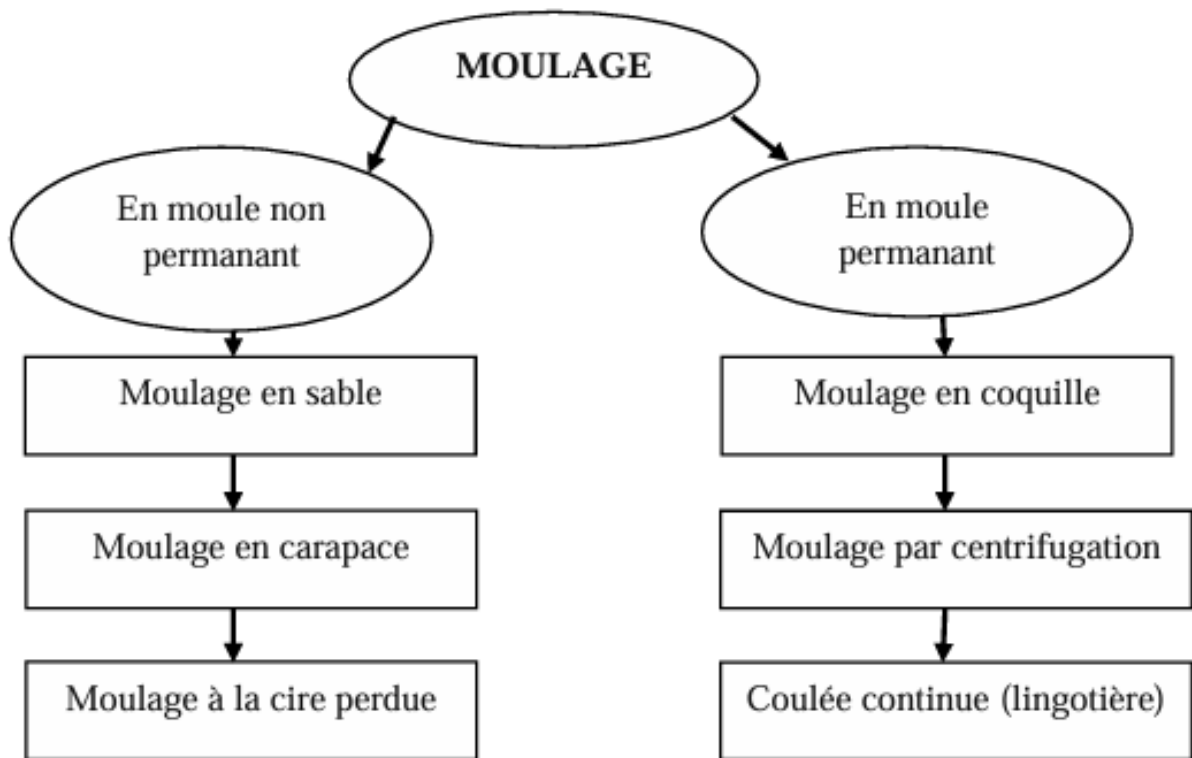 MOULAGE
En moule non
permanant
En moule
permanant
Moulage en sable
Moulage en coquille
Moulage en carapace
Moulage par centrifugation
Moulage à la cire perdue
Coulée continue (lingotière)